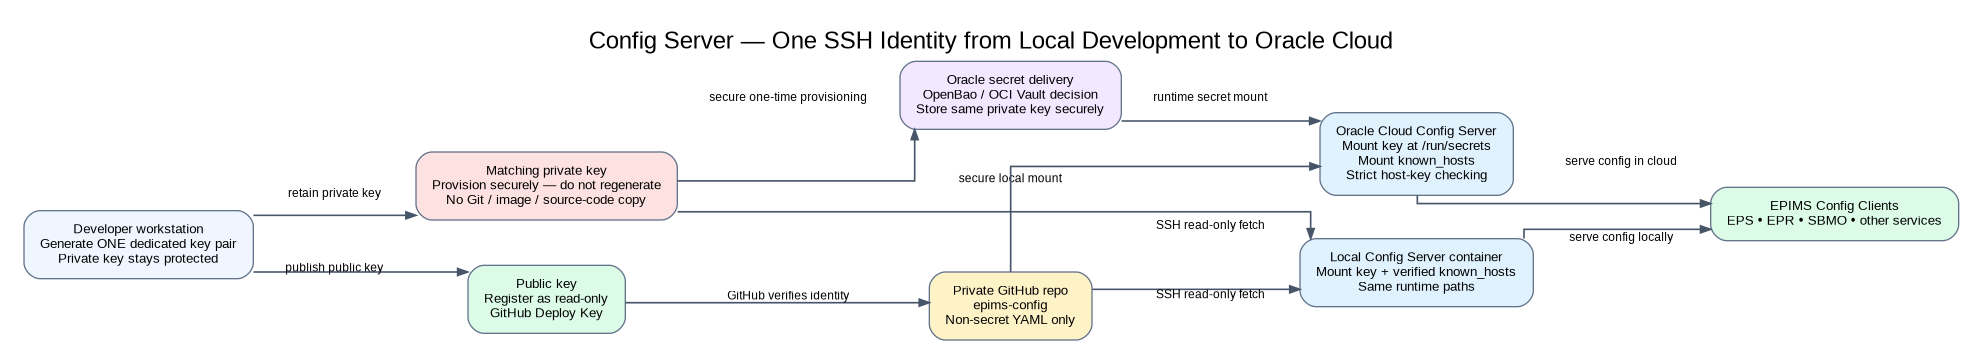 Config Server — One SSH Identity from Local Development to Oracle Cloud
Oracle secret delivery
OpenBao / OCI Vault decision
Store same private key securely
secure one-time provisioning
runtime secret mount
Oracle Cloud Config Server
Mount key at /run/secrets
Mount known_hosts
Strict host-key checking
serve config in cloud
Matching private key
Provision securely — do not regenerate
No Git / image / source-code copy
retain private key
secure local mount
Developer workstation
Generate ONE dedicated key pair
Private key stays protected
SSH read-only fetch
EPIMS Config Clients
EPS • EPR • SBMO • other services
serve config locally
publish public key
Public key
Register as read-only
GitHub Deploy Key
GitHub verifies identity
Private GitHub repo
epims-config
Non-secret YAML only
SSH read-only fetch
Local Config Server container
Mount key + verified known_hosts
Same runtime paths